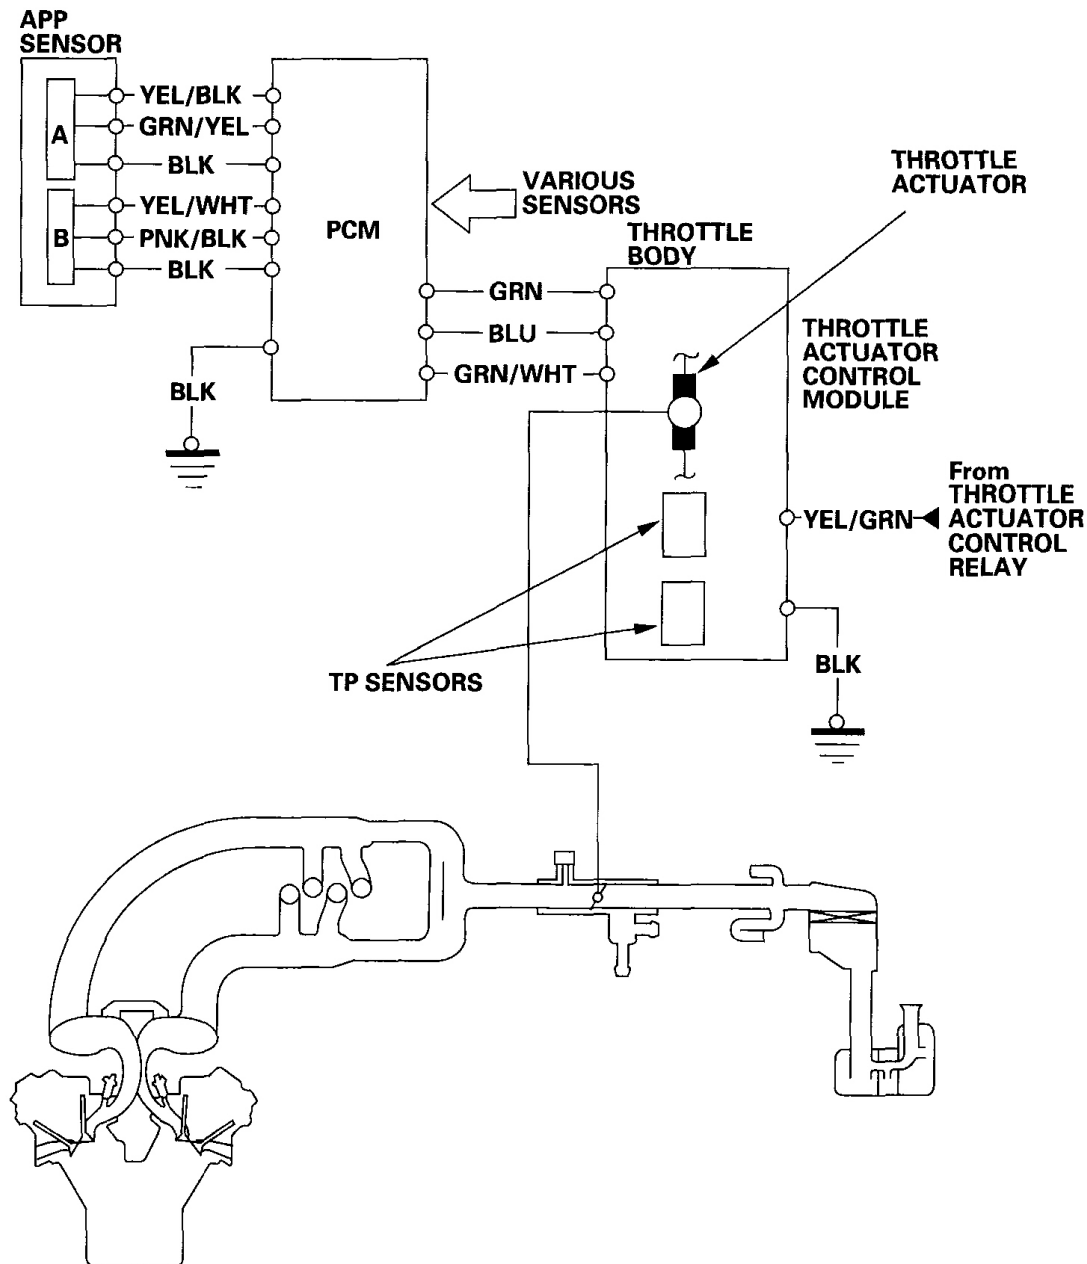 APP
SENSOR
A
YEL/BLK
GRN/YEL
BLK
B
YEL/WHT
PNK/BLK
BLK
PCM
VARIOUS
SENSORS
THROTTLE
ACTUATOR
THROTTLE
BODY
GRN
BLU
GRN/WHT
THROTTLE
ACTUATOR
CONTROL
MODULE
BLK
From
THROTTLE
ACTUATOR
CONTROL
RELAY
YEL/GRN
TP SENSORS
BLK